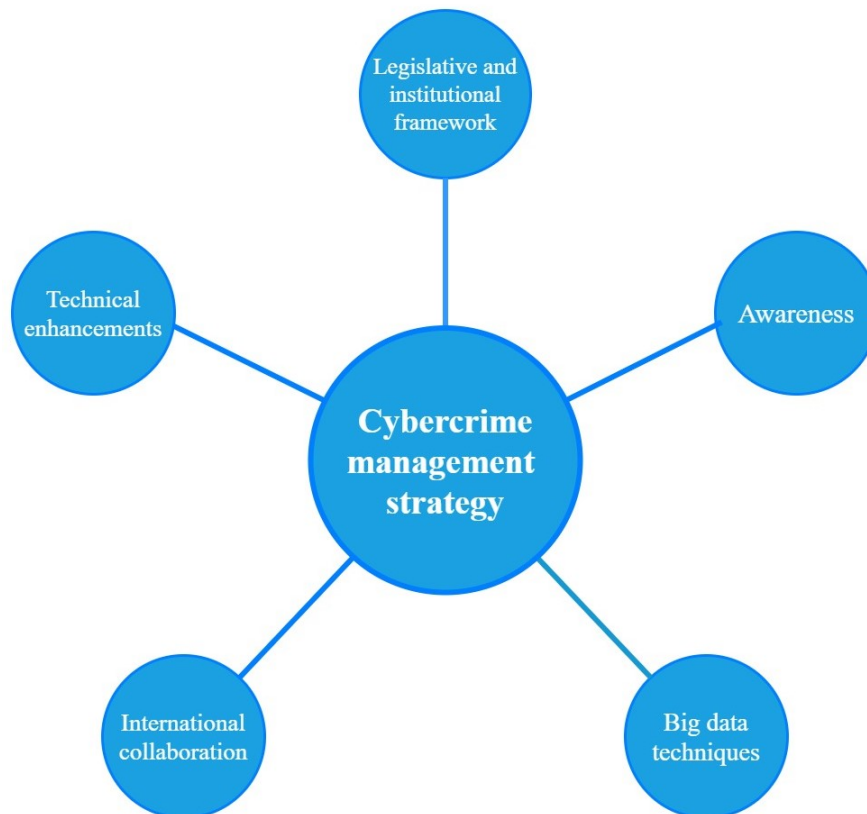 Legislative and
institutional
framework
Technical
enhancements
Awareness
Cybercrime
management
strategy
International
collaboration
Big data
techniques